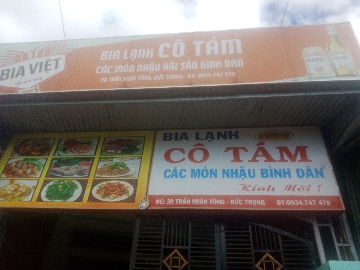 BIA LẠNH CÔ TÁM
CÁC MÓN NHẬU HẢI SẢN BÌNH DÂN
BIA VIỆT
BIA LẠNH
CÔ TÁM
CÁC MÓN NHẬU BÌNH DÂN
Kính Mời !
ĐC: 20 TRẦN NHÂN TÔNG - ĐỨC TRỌNG
ĐT:0934.747 479